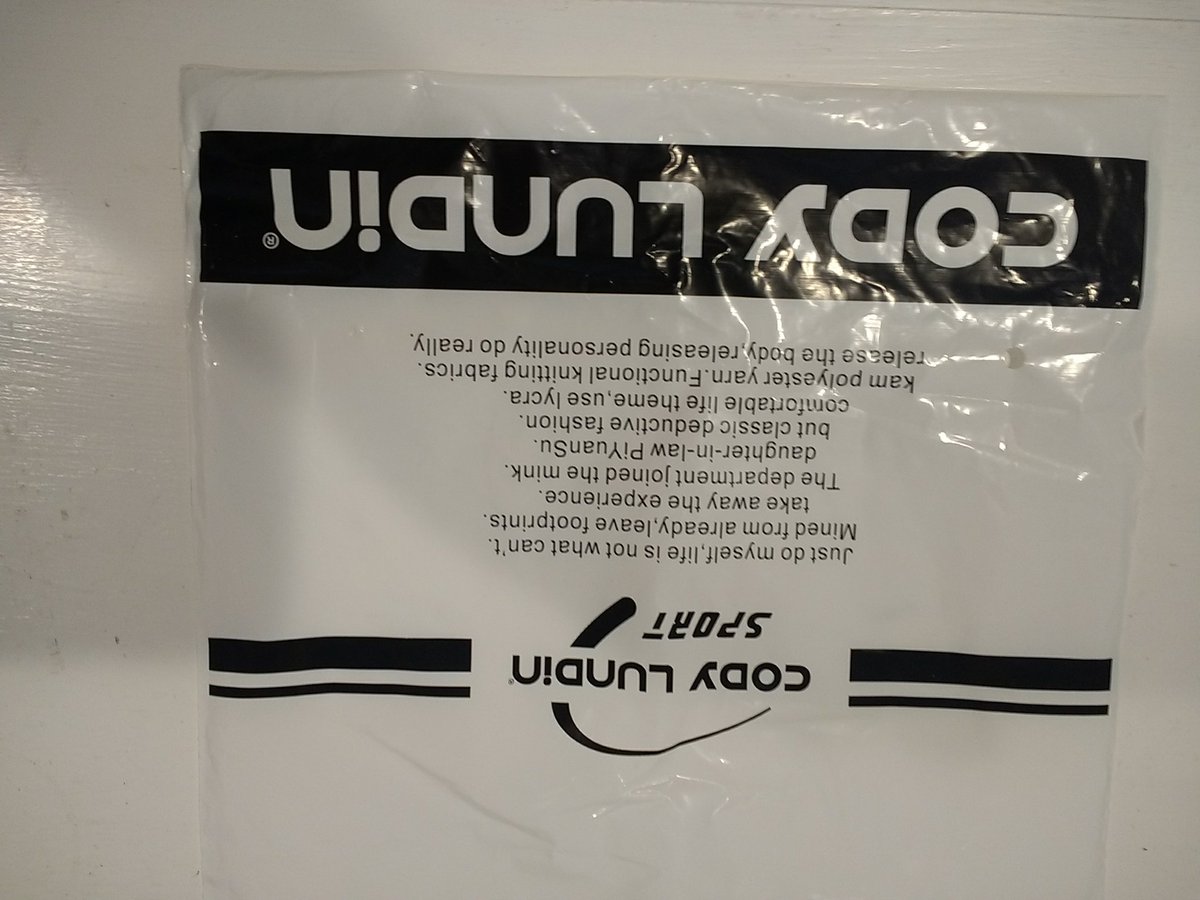 CODY LUNDIN®
SPORT
Just do myself,life is not what can't.
Mined from already,leave footprints.
take away the experience.
The department joined the mink.
daughter-in-law PiYuanSu.
but classic deductive fashion.
comfortable life theme,use lycra.
kam polyester yarn.Functional knitting fabrics.
release the body,releasing personality do really.
CODY LUNDIN®